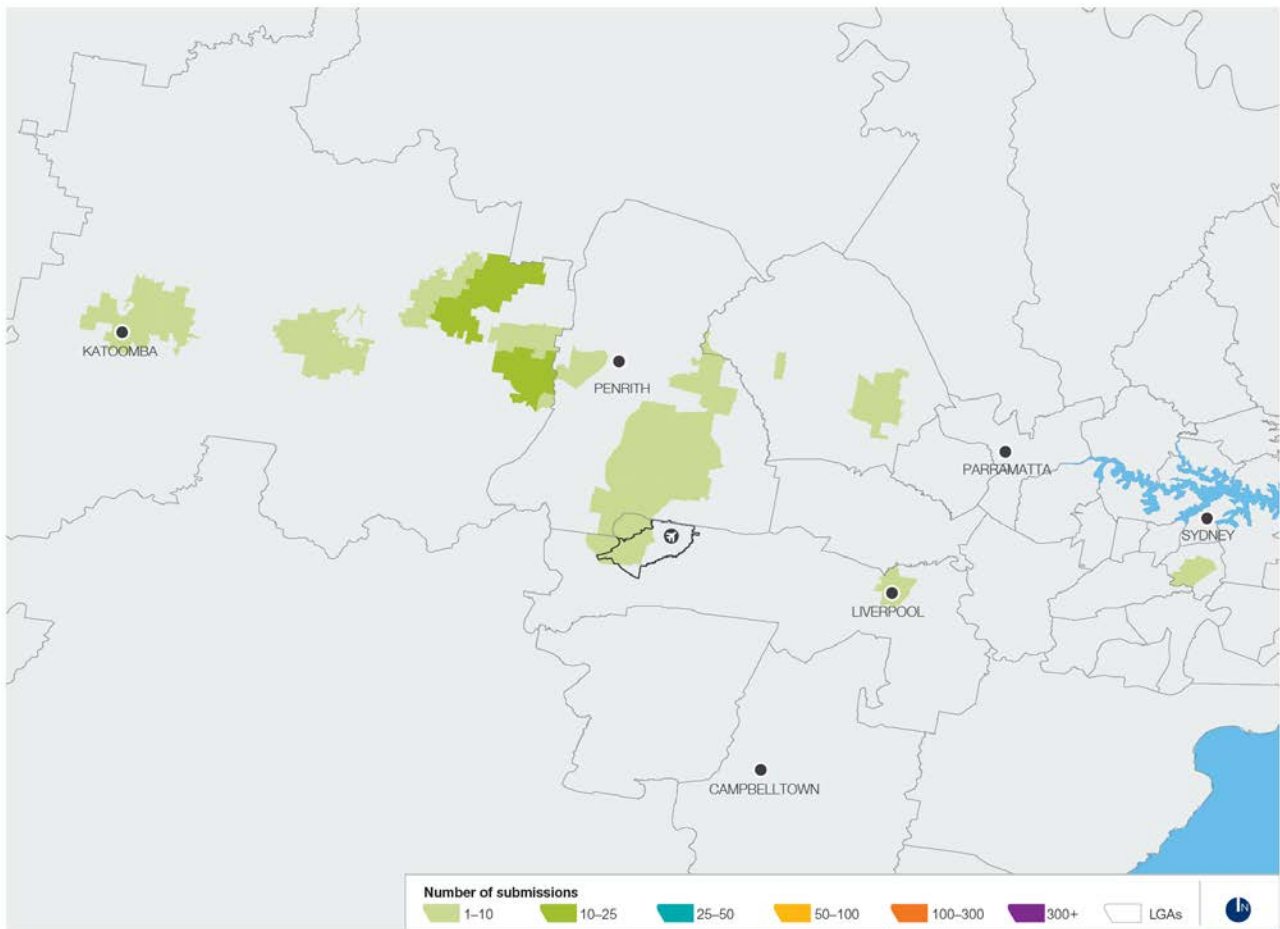 KATOOMBA
PENRITH
PARRAMATTA
SYDNEY
LIVERPOOL
CAMPBELLTOWN
Number of submissions
1–10
10–25
25–50
50–100
100–300
300+
LGAs
N